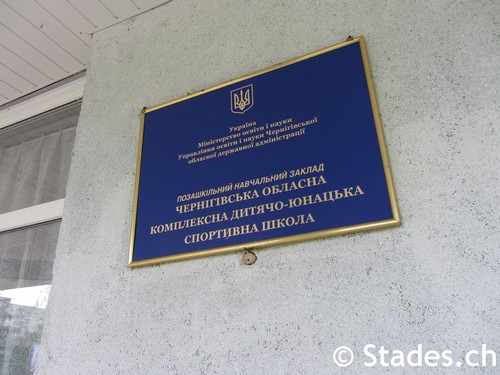 Україна
Міністерство освіти і науки
Управління освіти і науки Чернігівської
обласної державної адміністрації
ПОЗАШКІЛЬНИЙ НАВЧАЛЬНИЙ ЗАКЛАД
ЧЕРНІГІВСЬКА ОБЛАСНА
КОМПЛЕКСНА ДИТЯЧО-ЮНАЦЬКА
СПОРТИВНА ШКОЛА
© Stades.ch